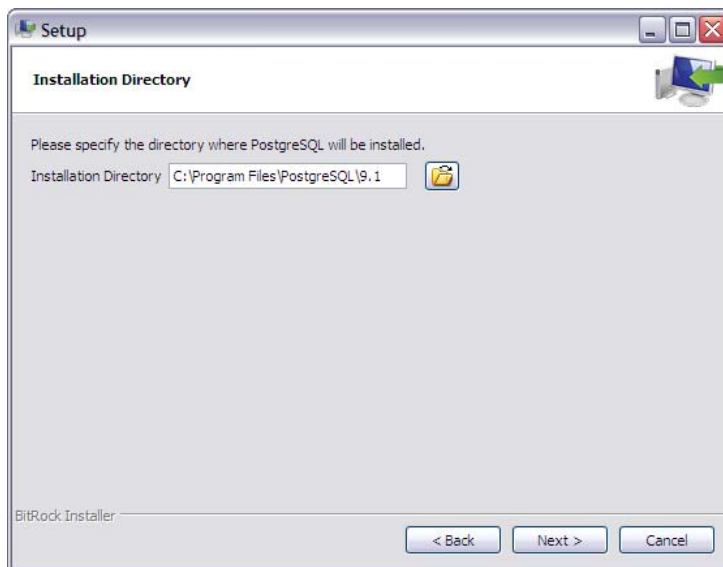 Setup
Installation Directory
Please specify the directory where PostgreSQL will be installed.
Installation Directory C:\Program Files\PostgreSQL\9.1
BitRock Installer
< Back Next > Cancel